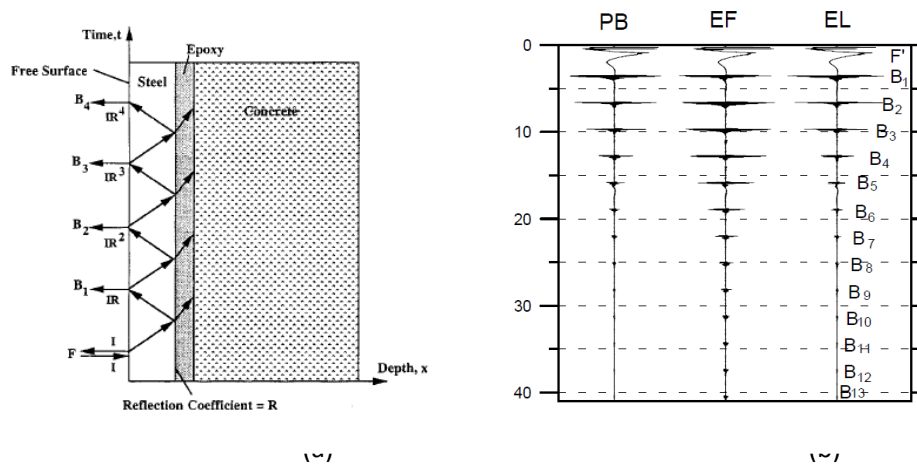 Time,t
Epoxy
Free Surface
Steel
B4
IR4
Concrete
B3
IR3
B2
IR2
B1
IR
I
F
I
Depth, x
Reflection Coefficient = R
PB EF EL
0
F'
B1
B2
10
B3
B4
B5
20
B6
B7
B8
30
B9
B10
B11
B12
40
B13